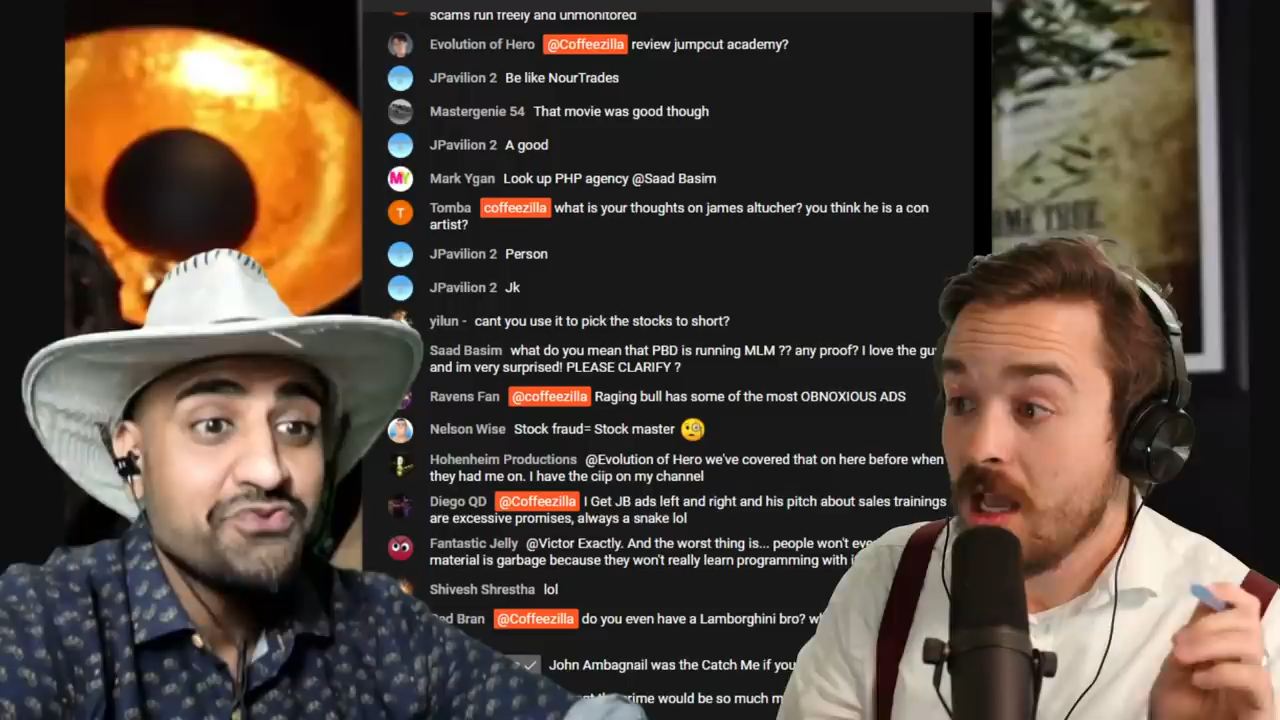 scams run freely and unmonitored
Evolution of Hero @Coffeezilla review jumpcut academy?
JPavilion 2 Be like NourTrades
Mastergenie 54 That movie was good though
JPavilion 2 A good
MY Mark Ygan Look up PHP agency @Saad Basim
T Tomba coffeezilla what is your thoughts on james altucher? you think he is a con
artist?
JPavilion 2 Person
JPavilion 2 Jk
yilun - cant you use it to pick the stocks to short?
Saad Basim what do you mean that PBD is running MLM ?? any proof? I love the gu
and im very surprised! PLEASE CLARIFY ?
Ravens Fan @coffeezilla Raging bull has some of the most OBNOXIOUS ADS
Nelson Wise Stock fraud= Stock master 🧐
Hohenheim Productions @Evolution of Hero we've covered that on here before when
they had me on. I have the clip on my channel
Diego QD @Coffeezilla I Get JB ads left and right and his pitch about sales trainings
are excessive promises, always a snake lol
Fantastic Jelly @Victor Exactly. And the worst thing is... people won't eve
material is garbage because they won't really learn programming with i
Shivesh Shrestha lol
Bran @Coffeezilla do you even have a Lamborghini bro? w
John Ambagnail was the Catch Me if you
crime would be so much m
TRUE